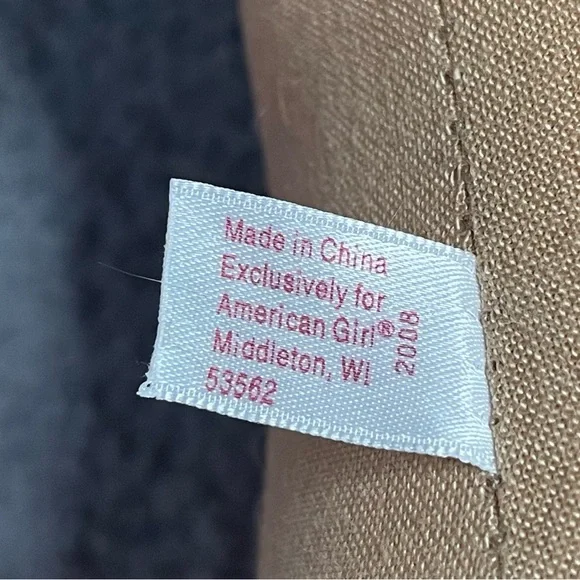 Made in China
Exclusively for
American Girl®
Middleton, WI
53562
2008